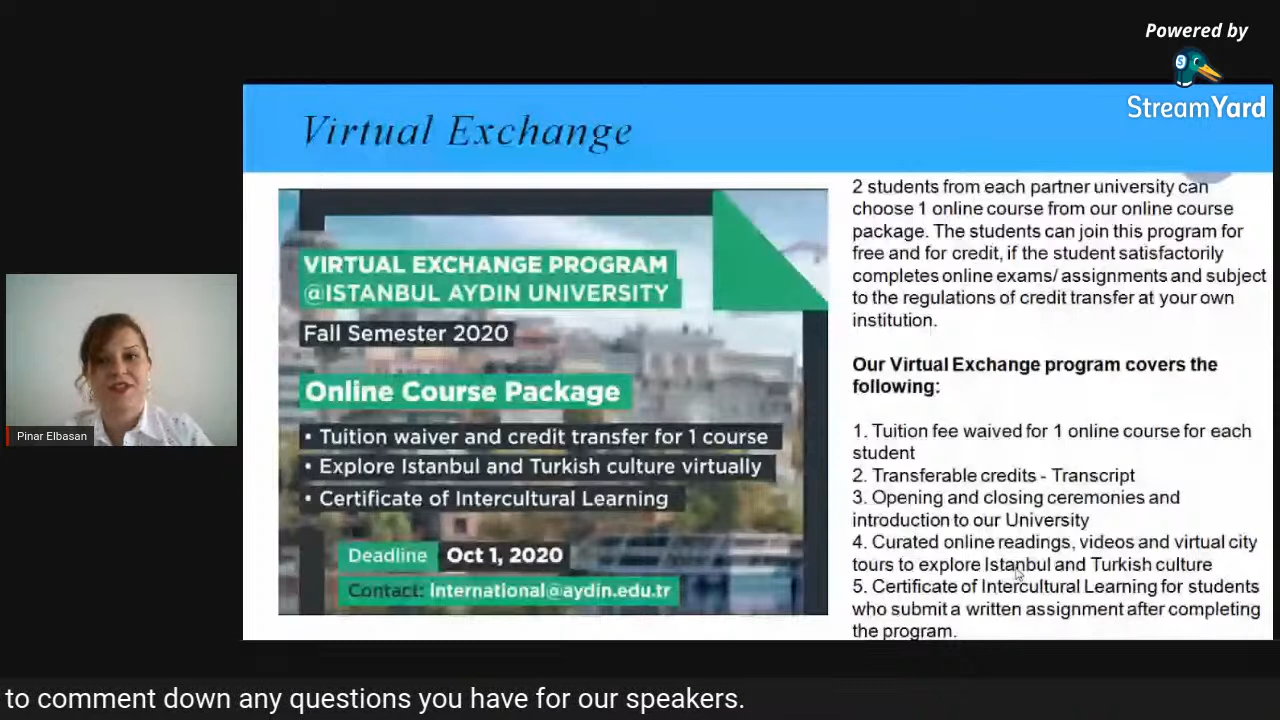 Powered by
StreamYard
Virtual Exchange
VIRTUAL EXCHANGE PROGRAM
@ISTANBUL AYDIN UNIVERSITY
Fall Semester 2020
Online Course Package
• Tuition waiver and credit transfer for 1 course
• Explore Istanbul and Turkish culture virtually
• Certificate of Intercultural Learning
Deadline Oct 1, 2020
Contact: international@aydin.edu.tr
2 students from each partner university can
choose 1 online course from our online course
package. The students can join this program for
free and for credit, if the student satisfactorily
completes online exams/ assignments and subject
to the regulations of credit transfer at your own
institution.
Our Virtual Exchange program covers the
following:
1. Tuition fee waived for 1 online course for each
student
2. Transferable credits - Transcript
3. Opening and closing ceremonies and
introduction to our University
4. Curated online readings, videos and virtual city
tours to explore Istanbul and Turkish culture
5. Certificate of Intercultural Learning for students
who submit a written assignment after completing
the program.
Pinar Elbasan
to comment down any questions you have for our speakers.